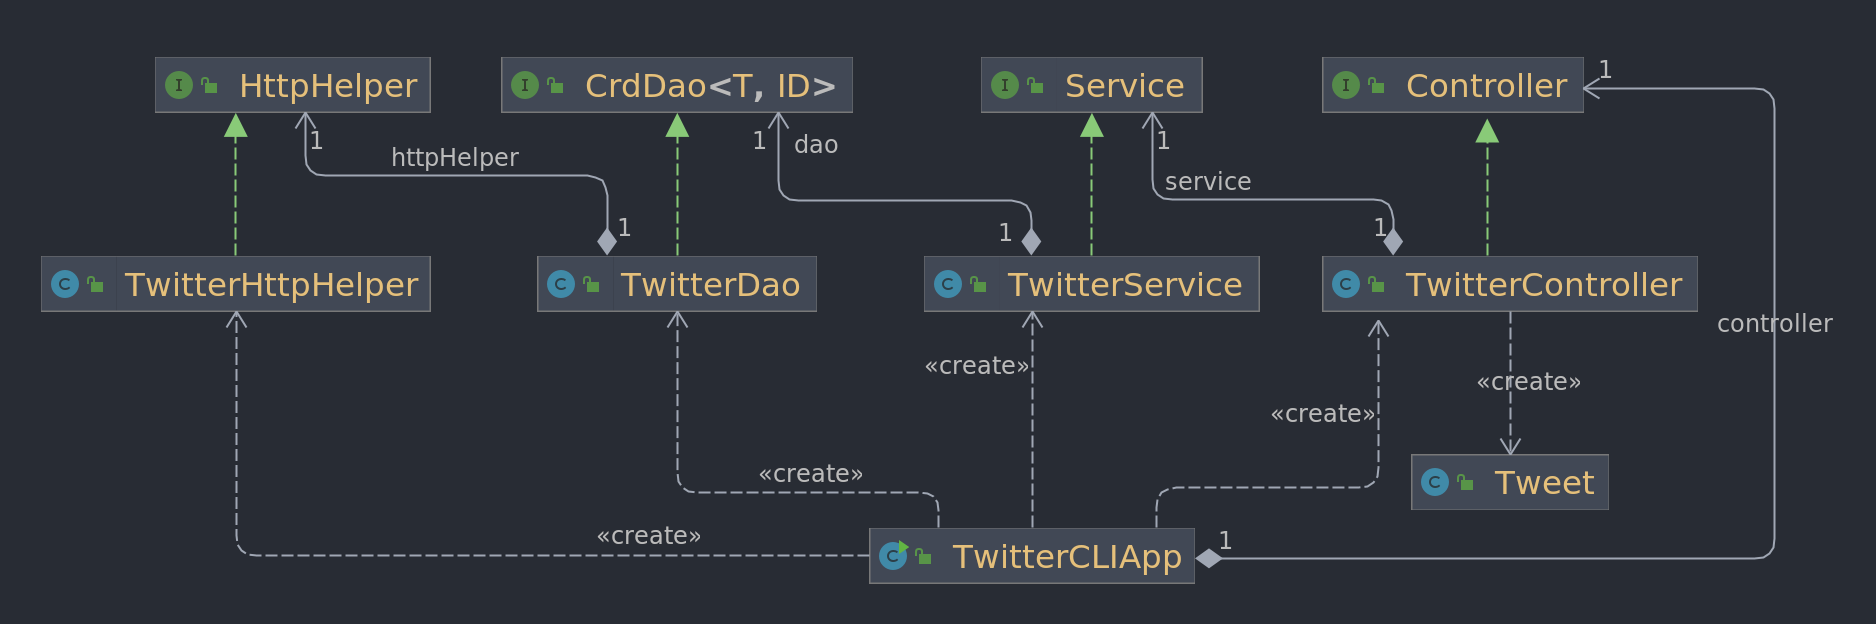 I HttpHelper
I CrdDao<T, ID>
I Service
I Controller
1
1
httpHelper
1
dao
1
service
1
1
1
1
C TwitterHttpHelper
C TwitterDao
C TwitterService
C TwitterController
controller
«create»
«create»
«create»
«create»
C Tweet
«create»
C TwitterCLIApp
1